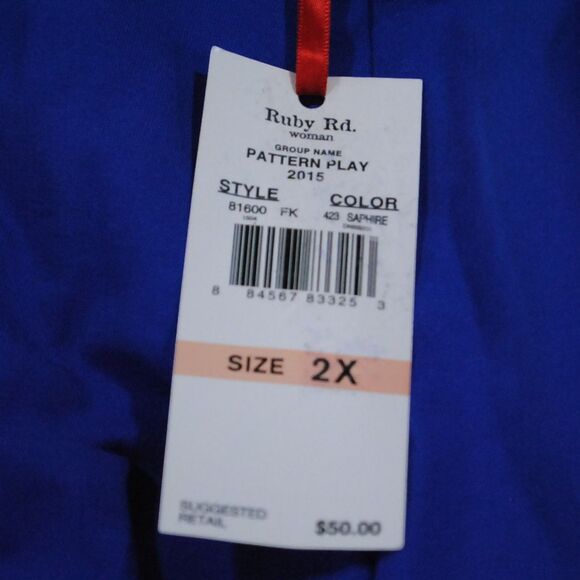 Ruby Rd.
woman
GROUP NAME
PATTERN PLAY
2015
STYLE COLOR
81600 FK 423 SAPHIRE
8 84567 83325 3
SIZE 2X
SUGGESTED
RETAIL $50.00